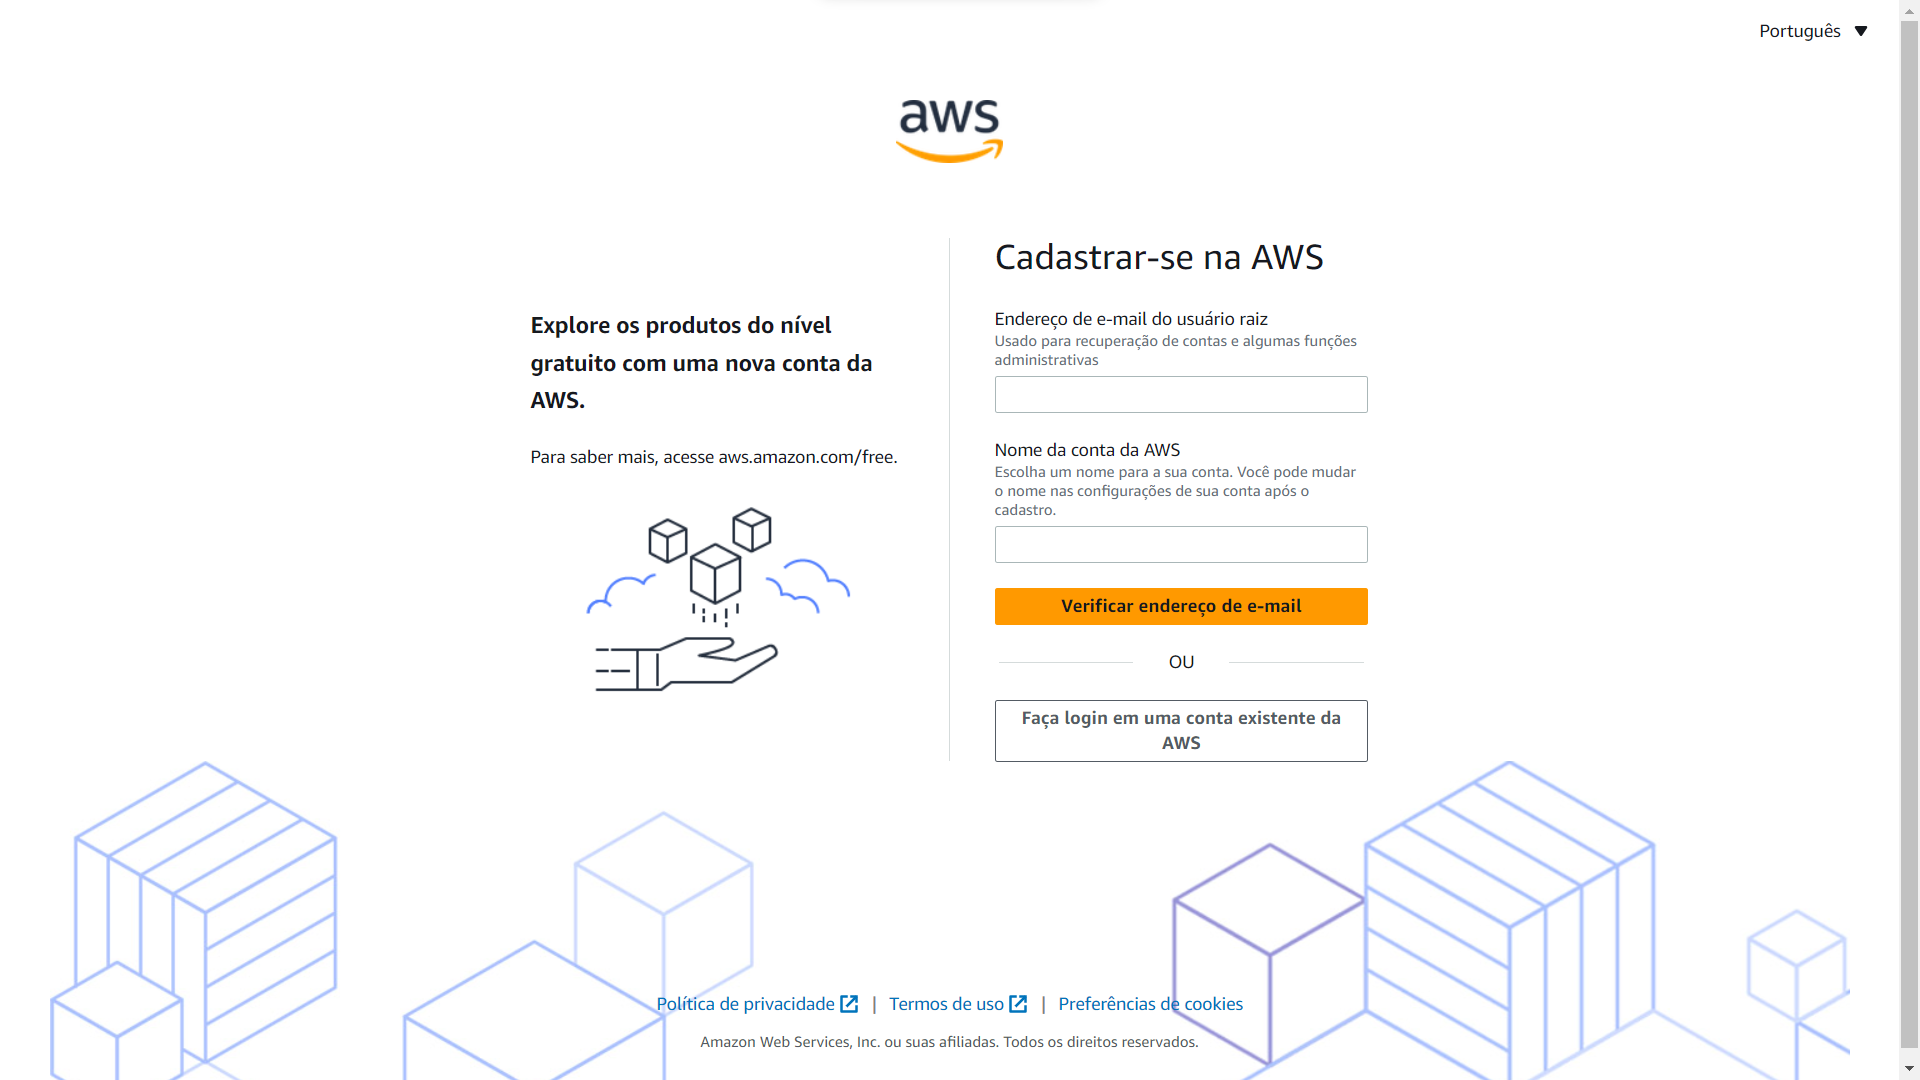 Português
aws
Explore os produtos do nível
gratuito com uma nova conta da
AWS.
Para saber mais, acesse aws.amazon.com/free.
Cadastrar-se na AWS
Endereço de e-mail do usuário raiz
Usado para recuperação de contas e algumas funções
administrativas
Nome da conta da AWS
Escolha um nome para a sua conta. Você pode mudar
o nome nas configurações de sua conta após o
cadastro.
Verificar endereço de e-mail
OU
Faça login em uma conta existente da
AWS
Política de privacidade | Termos de uso | Preferências de cookies
Amazon Web Services, Inc. ou suas afiliadas. Todos os direitos reservados.